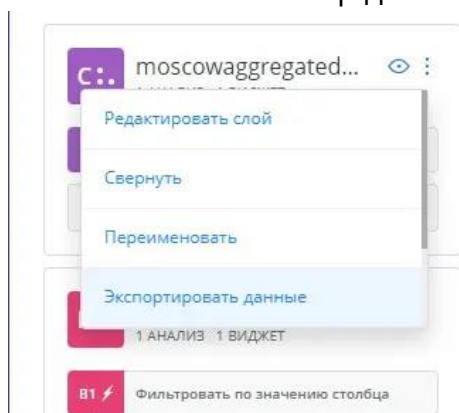 C:. moscowaggregated...
Редактировать слой
Свернуть
Переименовать
Экспортировать данные
1 АНАЛИЗ 1 ВИДЖЕТ
B1 Фильтровать по значению столбца